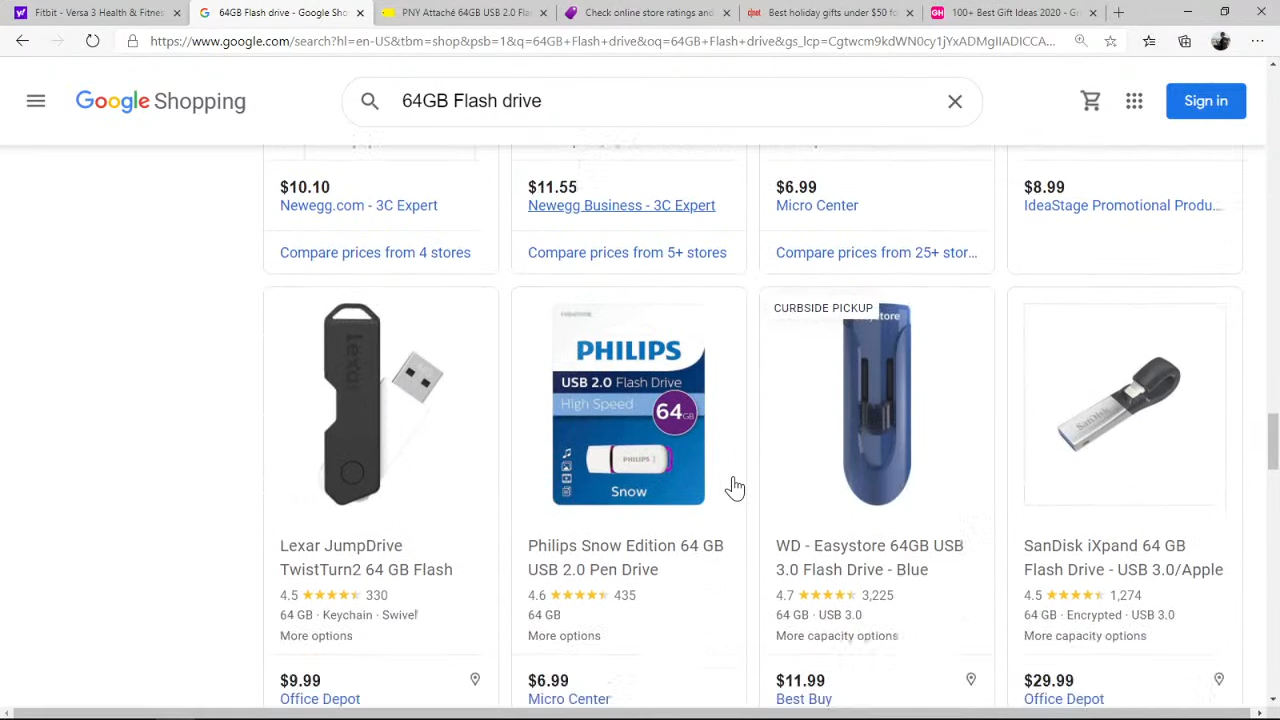 Fitbit - Versa 3 Health & Fitness
64GB Flash drive - Google Shop
PNY Attaché 64GB USB 2.0 Fla
Check online store ratings and
Best holiday gifts under $50 fo
100+ Best Gift Ideas 2020 - G
https://www.google.com/search?hl=en-US&tbm=shop&psb=1&q=64GB+Flash+drive&oq=64GB+Flash+drive&gs_lcp=Cgtwcm9kdWN0cy1jYxADMgIIADICCA...
Google Shopping
64GB Flash drive
Sign in
$10.10
Newegg.com - 3C Expert
Compare prices from 4 stores
$11.55
Newegg Business - 3C Expert
Compare prices from 5+ stores
$6.99
Micro Center
Compare prices from 25+ stor...
$8.99
IdeaStage Promotional Produ...
Lexar
Lexar JumpDrive
TwistTurn2 64 GB Flash
4.5 330
64 GB · Keychain · Swivel
More options
$9.99
Office Depot
PHILIPS
USB 2.0 Flash Drive
High Speed
64GB
PHILIPS
Snow
Philips Snow Edition 64 GB
USB 2.0 Pen Drive
4.6 435
64 GB
More options
$6.99
Micro Center
CURBSIDE PICKUP
store
WD - Easystore 64GB USB
3.0 Flash Drive - Blue
4.7 3,225
64 GB · USB 3.0
More capacity options
$11.99
Best Buy
SanDisk
SanDisk iXpand 64 GB
Flash Drive - USB 3.0/Apple
4.5 1,274
64 GB · Encrypted · USB 3.0
More capacity options
$29.99
Office Depot